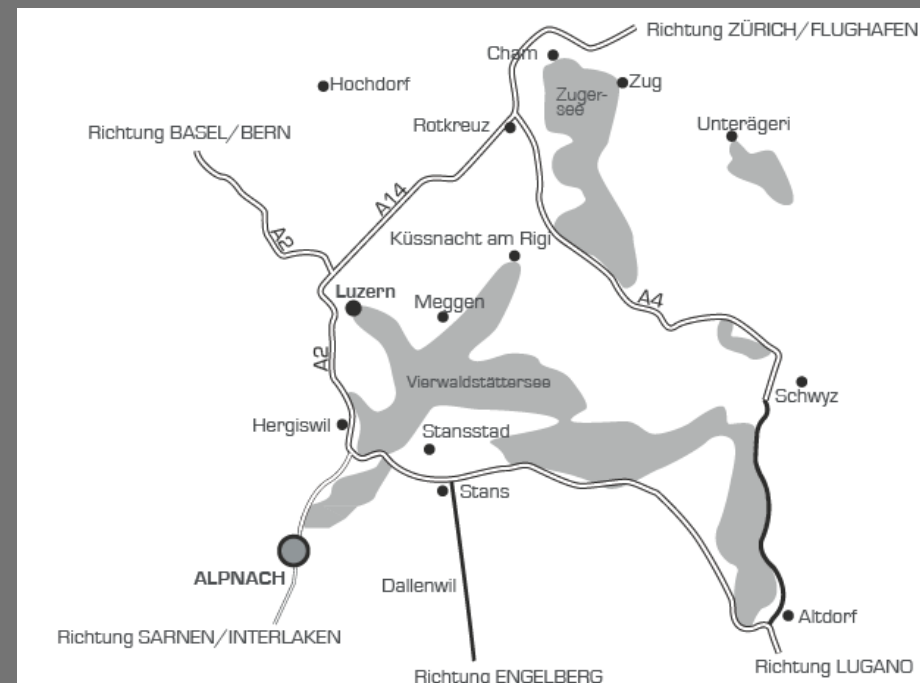 Richtung ZÜRICH/FLUGHAFEN
Cham
Hochdorf
Zug
Zuger-
see
Rotkreuz
Unterägeri
Richtung BASEL/BERN
A14
A2
Küssnacht am Rigi
Luzern
Meggen
A4
A2
Vierwaldstättersee
Schwyz
Hergiswil
Stansstad
Stans
ALPNACH
Dallenwil
Altdorf
Richtung SARNEN/INTERLAKEN
Richtung LUGANO
Richtung ENGELBERG